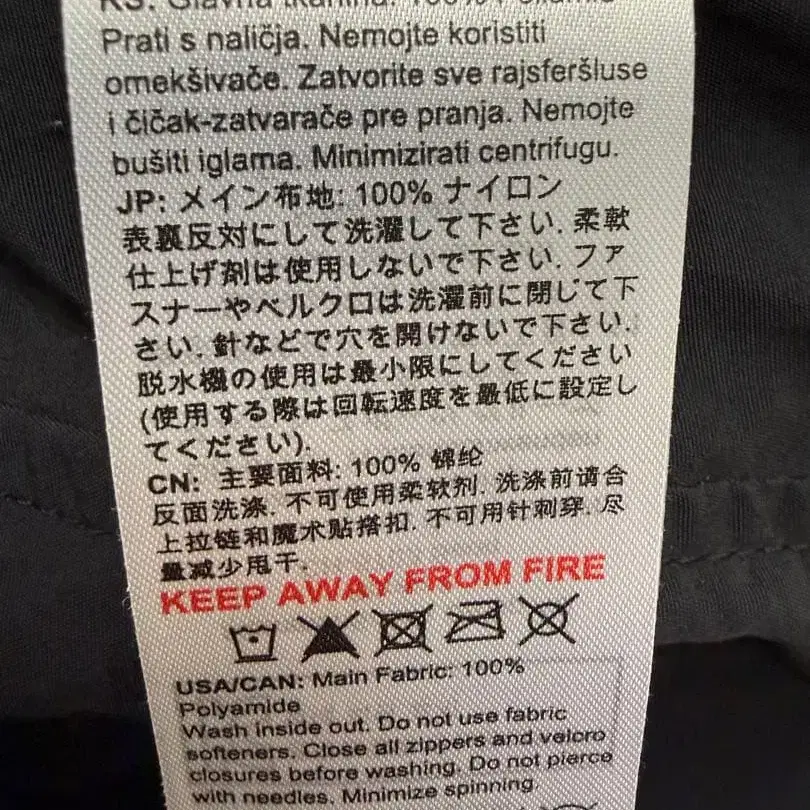 RS: Glavna tkanina: 100%
Prati s naličja. Nemojte koristiti
omekšivače. Zatvorite sve rajsferšluse
i čičak-zatvarače pre pranja. Nemojte
bušiti iglama. Minimizirati centrifugu.
JP: メイン布地: 100% ナイロン
表裏反対にして洗濯して下さい. 柔軟
仕上げ剤は使用しないで下さい. ファ
スナーやベルクロは洗濯前に閉じて下
さい. 針などで穴を開けないで下さい.
脱水機の使用は最小限にしてください
(使用する際は回転速度を最低に設定し
てください).
CN: 主要面料: 100% 锦纶
反面洗涤. 不可使用柔软剂. 洗涤前请合
上拉链和魔术贴搭扣. 不可用针刺穿. 尽
量减少甩干.
KEEP AWAY FROM FIRE
USA/CAN: Main Fabric: 100%
Polyamide
Wash inside out. Do not use fabric
softeners. Close all zippers and velcro
closures before washing. Do not pierce
with needles. Minimize spinning.